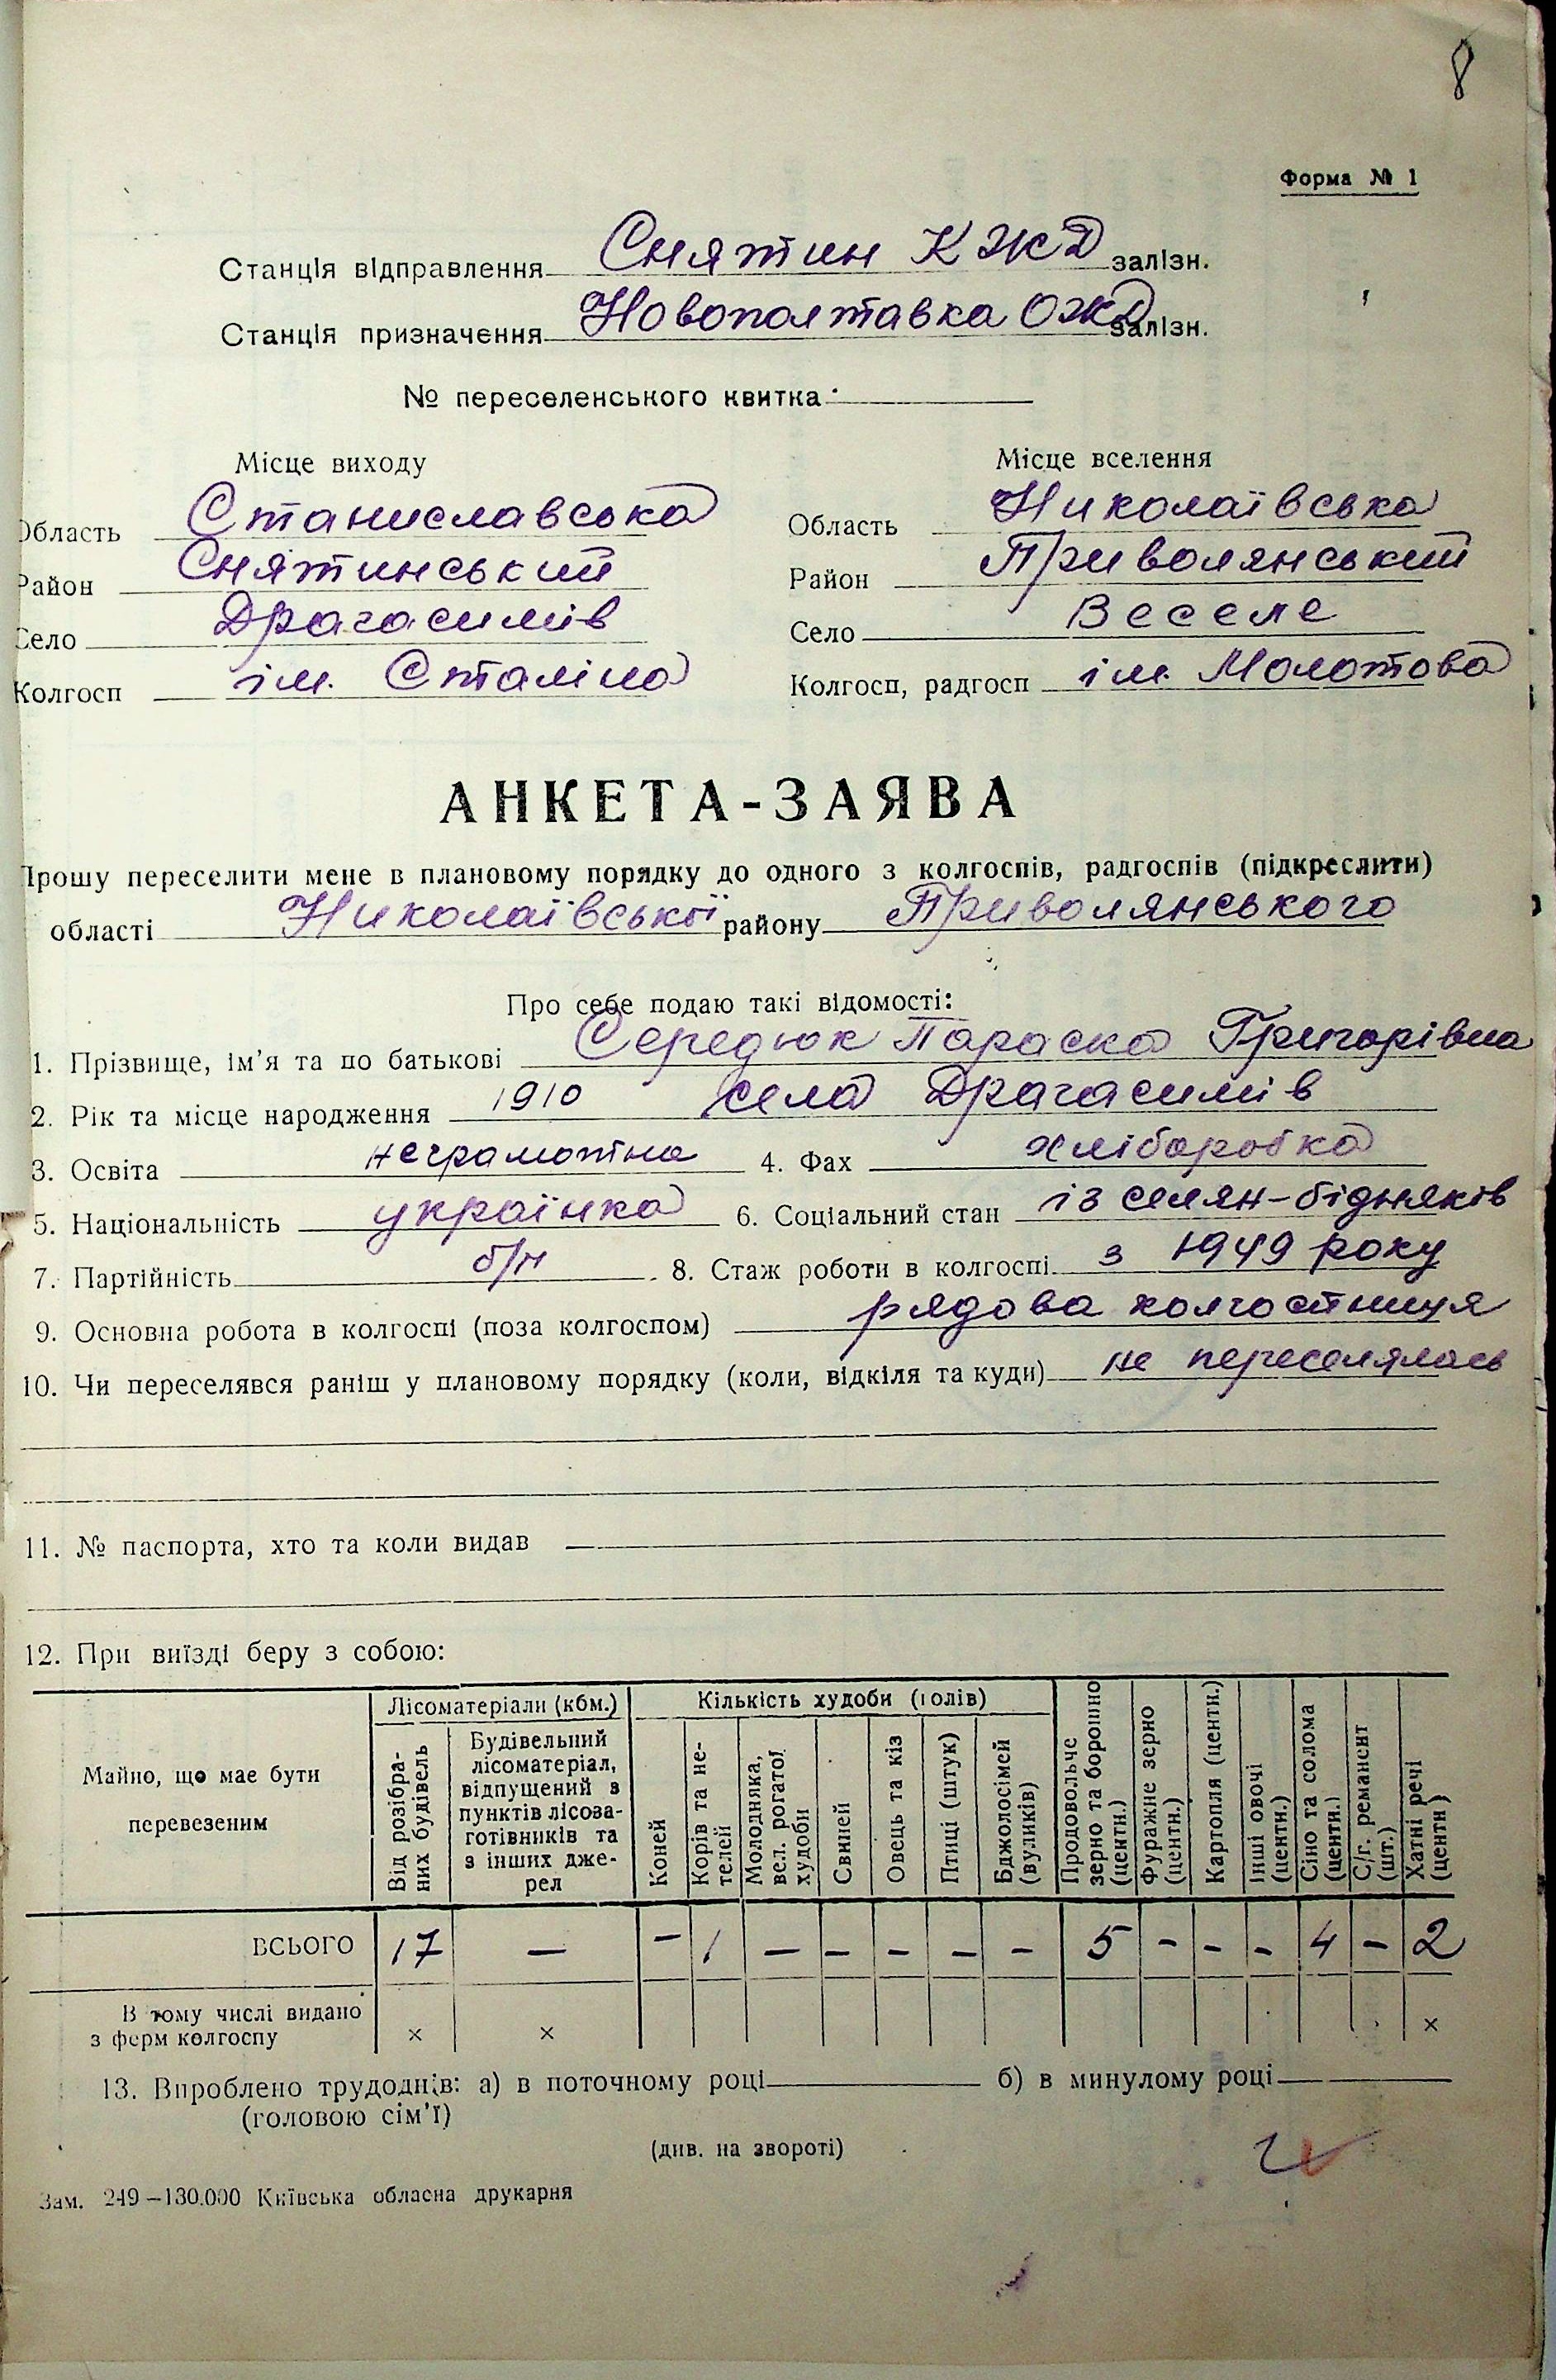 8
Форма № 1
Станція відправлення Снятин КЖД залізн.
Станція призначення Новополтавка ОЖД залізн.
№ переселенського квитка
Місце виходу Місце вселення
Область Станиславська Область Николаївська
Район Снятинський Район Приволянський
Село Драгасимів Село Веселе
Колгосп ім. Сталіна Колгосп, радгосп ім. Молотова
АНКЕТА-ЗАЯВА
Прошу переселити мене в плановому порядку до одного з колгоспів, радгоспів (підкреслити)
області Николаївської району Приволянського
Про себе подаю такі відомості:
1. Прізвище, ім'я та по батькові Середюк Параска Григорівна
2. Рік та місце народження 1910 села Драгасимів
3. Освіта неграмотна 4. Фах хліборобка
5. Національність українка 6. Соціальний стан із селян-бідняків
7. Партійність б/п 8. Стаж роботи в колгоспі з 1949 року
9. Основна робота в колгоспі (поза колгоспом) рядова колгоспниця
10. Чи переселявся раніш у плановому порядку (коли, відкіля та куди) не переселялась
11. № паспорта, хто та коли видав
12. При виїзді беру з собою:
Майно, що має бути перевезеним
Лісоматеріали (кбм.)
Від розібраних будівель
Будівельний лісоматеріал, відпущений з пунктів лісозаготівників та з інших джерел
Кількість худоби (голів)
Коней
Корів та нетелей
Молодняка, вел. рогатої худоби
Свиней
Овець та кіз
Птиці (штук)
Бджолосімей (вуликів)
Продовольче зерно та борошно (центн.)
Фуражне зерно (центн.)
Картопля (центн.)
Інші овочі (центн.)
Сіно та солома (центн.)
С/г. реманент (шт.)
Хатні речі (центн)
ВСЬОГО 17 — - 1 — - - - - 5 - - - 4 - 2
В тому числі видано з ферм колгоспу × × ×
13. Вироблено трудоднів: а) в поточному році б) в минулому році
(головою сім'ї)
(див. на звороті)
Зам. 249—130.000 Київська обласна друкарня